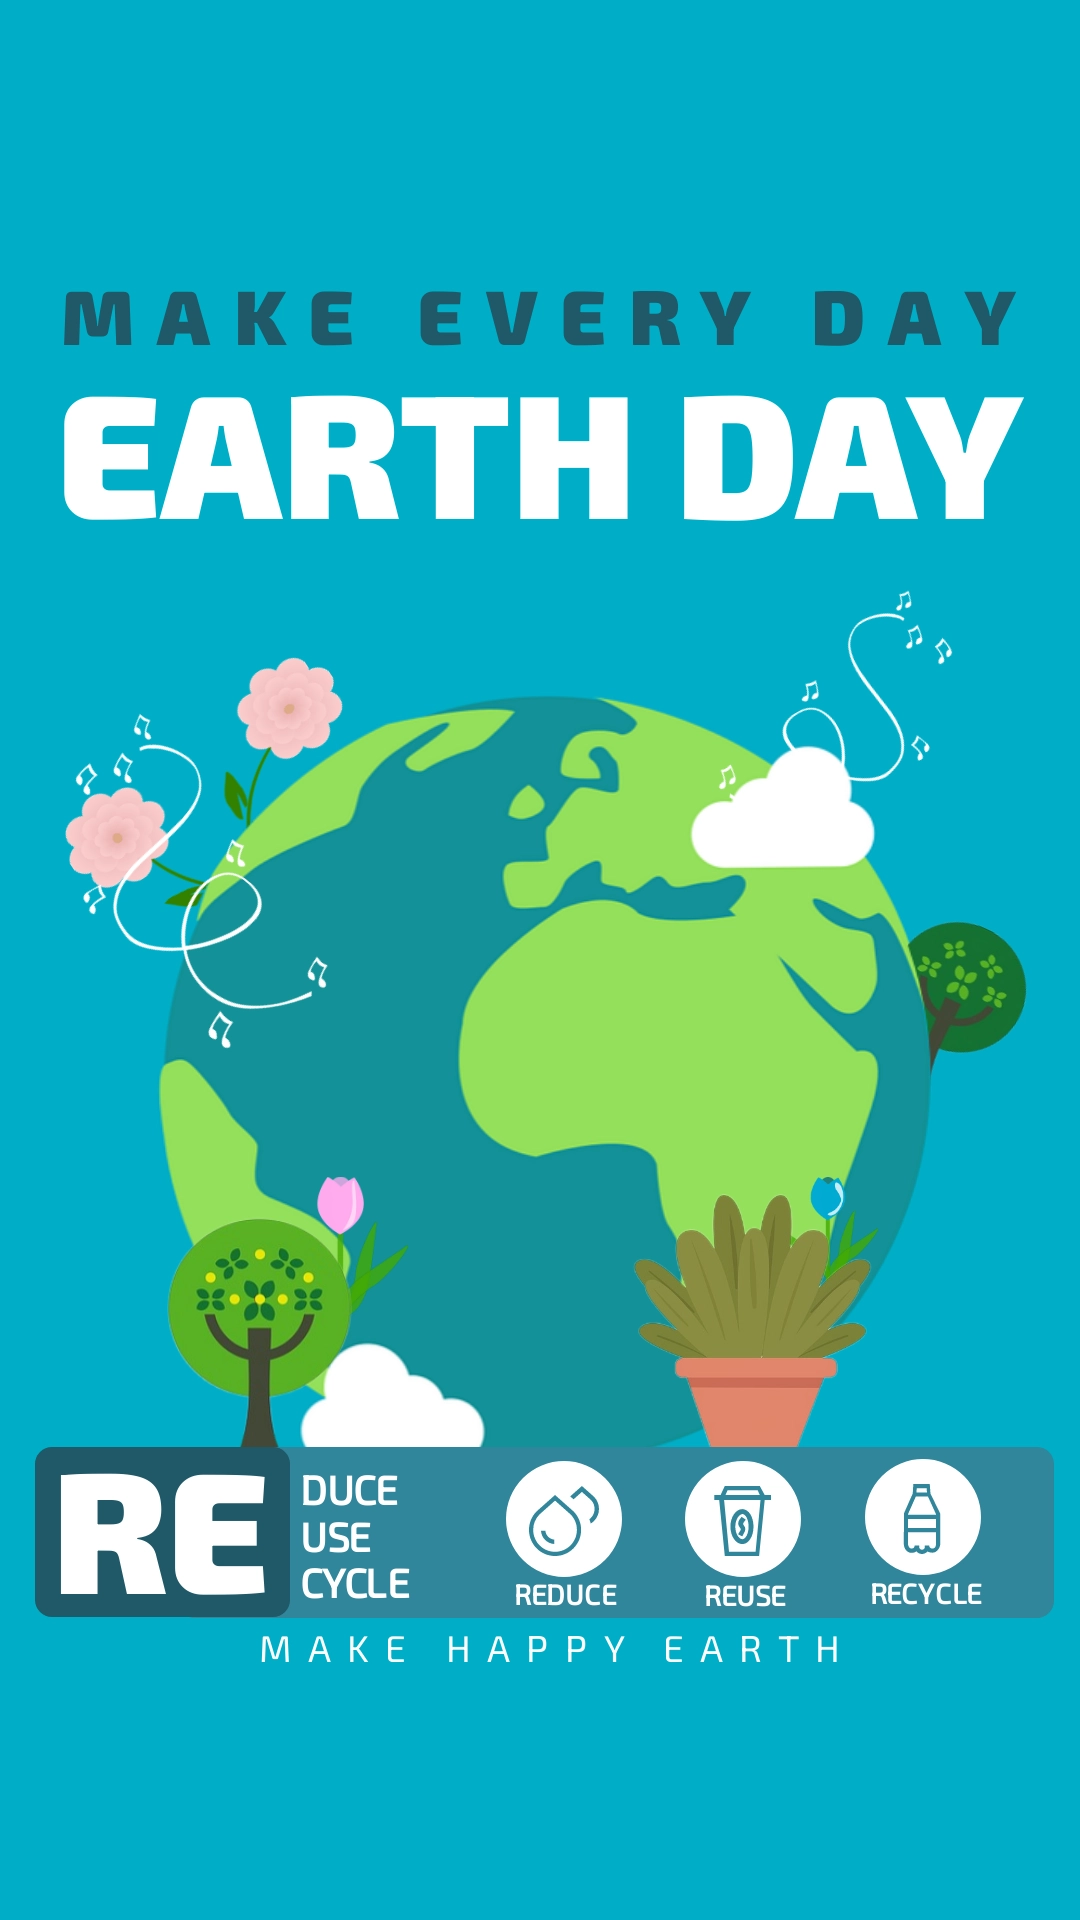 MAKE EVERY DAY
EARTH DAY
RE
DUCE
USE
CYCLE
REDUCE
REUSE
RECYCLE
MAKE HAPPY EARTH